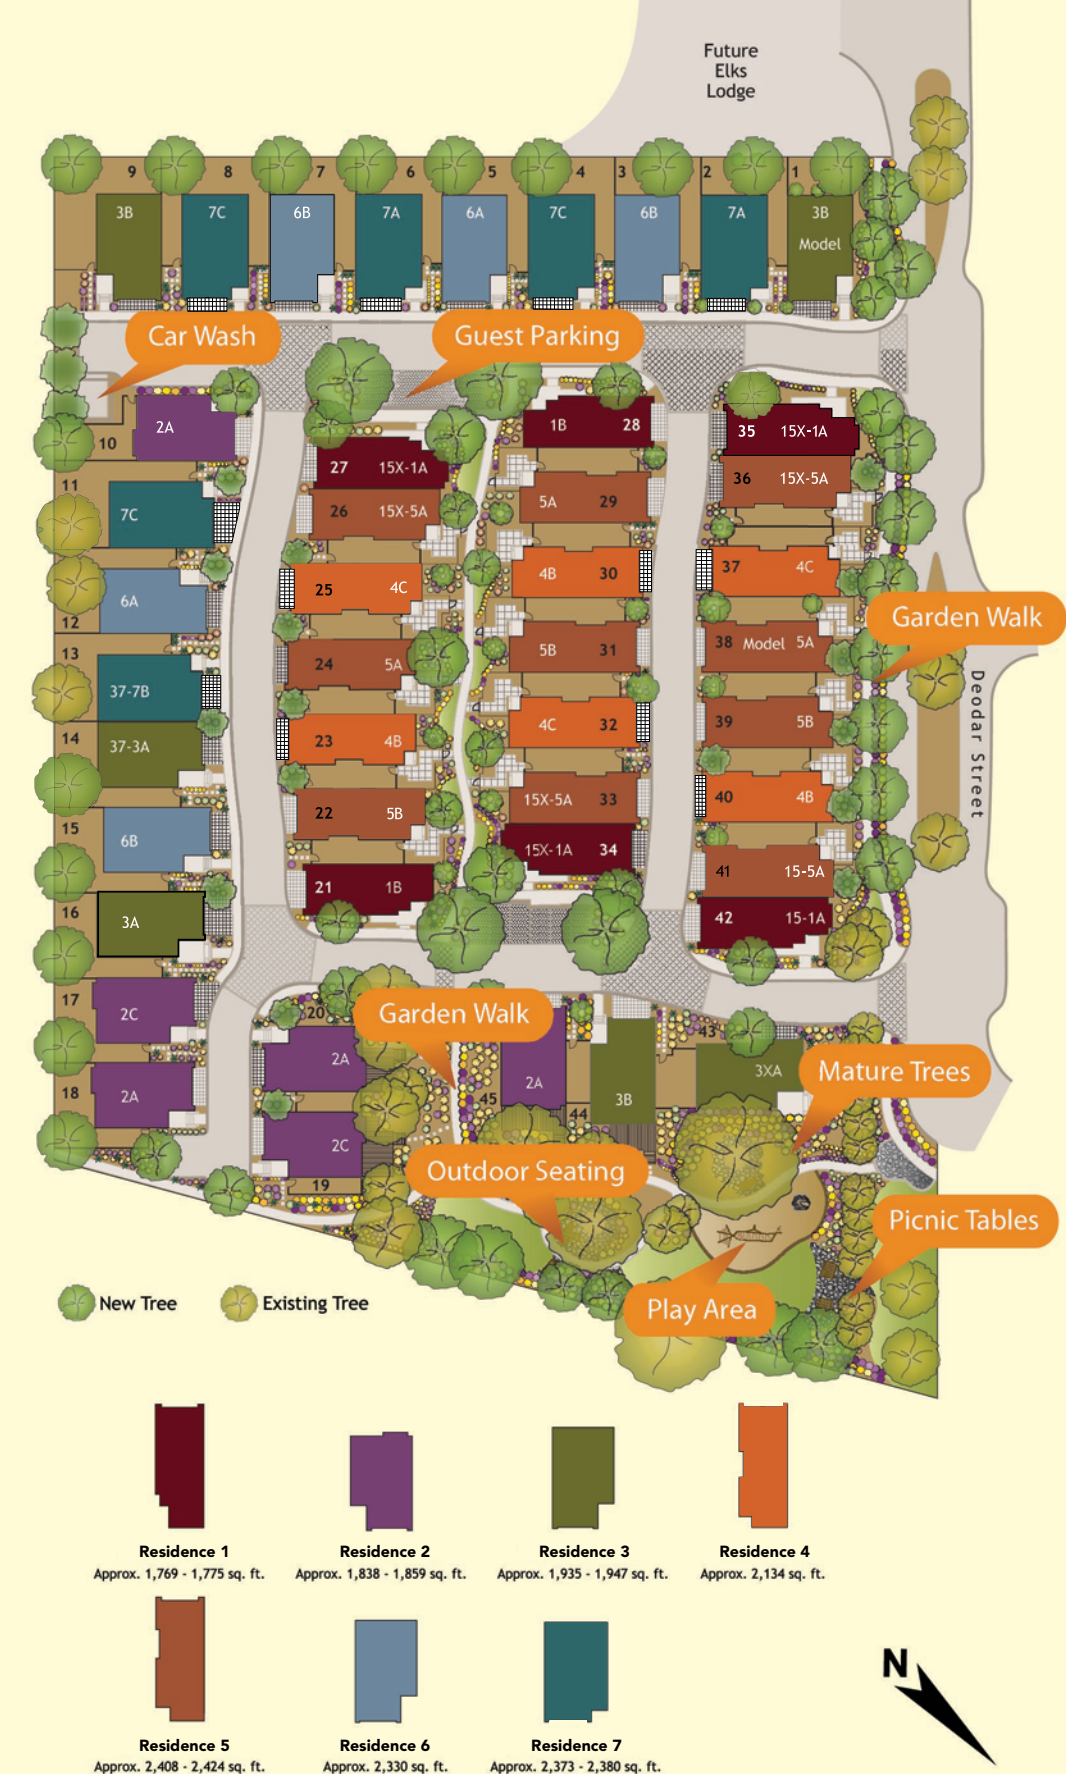 Future
Elks
Lodge
9
8
7
6
5
4
3
2
1
3B
7C
6B
7A
6A
7C
6B
7A
3B
Model
Car Wash
Guest Parking
2A
10
11
7C
6A
12
13
37-7B
14
37-3A
15
6B
16
3A
17
2C
18
2A
27 15X-1A
26 15X-5A
25 4C
24 5A
23 4B
22 5B
21 1B
1B 28
5A 29
4B 30
5B 31
4C 32
15X-5A 33
15X-1A 34
35 15X-1A
36 15X-5A
37 4C
38 Model 5A
39 5B
40 4B
41 15-5A
42 15-1A
Garden Walk
Deodar Street
20
2A
2C
19
Garden Walk
45
2A
44
3B
43
3XA
Mature Trees
Outdoor Seating
Picnic Tables
Play Area
New Tree
Existing Tree
Residence 1
Approx. 1,769 - 1,775 sq. ft.
Residence 2
Approx. 1,838 - 1,859 sq. ft.
Residence 3
Approx. 1,935 - 1,947 sq. ft.
Residence 4
Approx. 2,134 sq. ft.
Residence 5
Approx. 2,408 - 2,424 sq. ft.
Residence 6
Approx. 2,330 sq. ft.
Residence 7
Approx. 2,373 - 2,380 sq. ft.
N